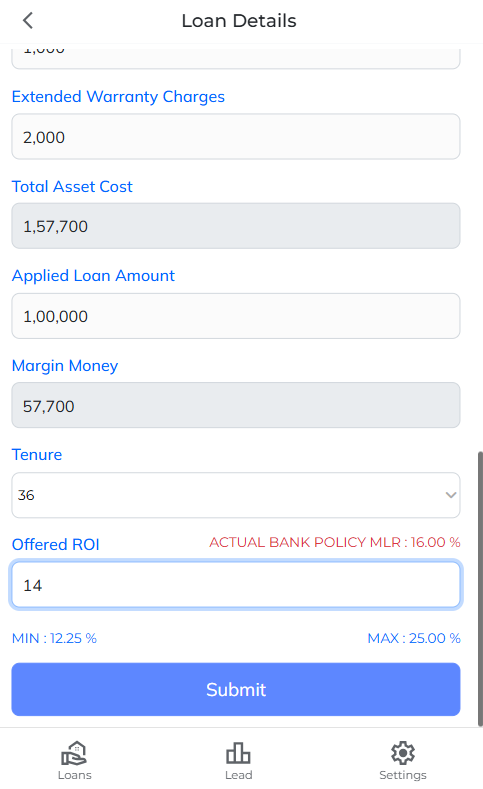 Loan Details
1,000
Extended Warranty Charges
2,000
Total Asset Cost
1,57,700
Applied Loan Amount
1,00,000
Margin Money
57,700
Tenure
36
Offered ROI ACTUAL BANK POLICY MLR : 16.00 %
14
MIN : 12.25 % MAX : 25.00 %
Submit
Loans Lead Settings